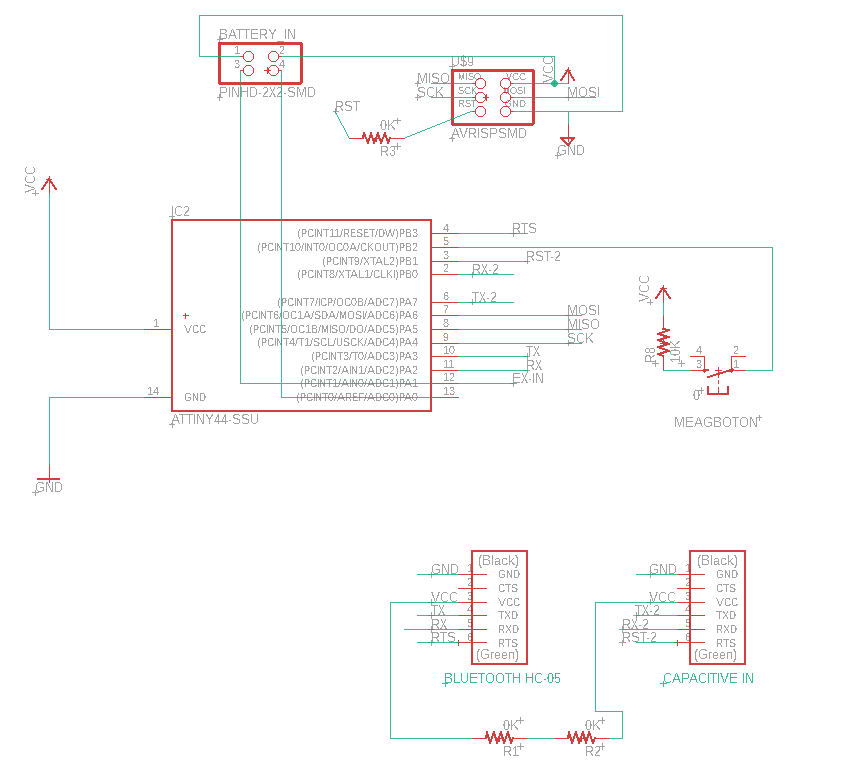 BATTERY_IN
1 2
3 4
PINHD-2X2-SMD
U$9
MISO MISO VCC VCC
SCK SCK MOSI MOSI
RST GND
AVRISPSMD
GND
RST
0K
R3
VCC
IC2
(PCINT11/RESET/DW)PB3 4 RTS
(PCINT10/INT0/OC0A/CKOUT)PB2 5
(PCINT9/XTAL2)PB1 3 RST-2
(PCINT8/XTAL1/CLKI)PB0 2 RX-2
(PCINT7/ICP/OC0B/ADC7)PA7 6 TX-2
(PCINT6/OC1A/SDA/MOSI/ADC6)PA6 7 MOSI
(PCINT5/OC1B/MISO/DO/ADC5)PA5 8 MISO
(PCINT4/T1/SCL/USCK/ADC4)PA4 9 SCK
(PCINT3/T0/ADC3)PA3 10 TX
(PCINT2/AIN1/ADC2)PA2 11 RX
(PCINT1/AIN0/ADC1)PA1 12 EX-IN
(PCINT0/AREF/ADC0)PA0 13
1 VCC
14 GND
ATTINY44-SSU
GND
VCC
R8
10K
4 2
3 1
0
MEAGBOTON
(Black)
GND 1 GND
2 CTS
VCC 3 VCC
TX 4 TXD
RX 5 RXD
RTS 6 RTS
(Green)
BLUETOOTH HC-05
(Black)
GND 1 GND
2 CTS
VCC 3 VCC
TX-2 4 TXD
RX-2 5 RXD
RST-2 6 RTS
(Green)
CAPACITIVE IN
0K
R1
0K
R2